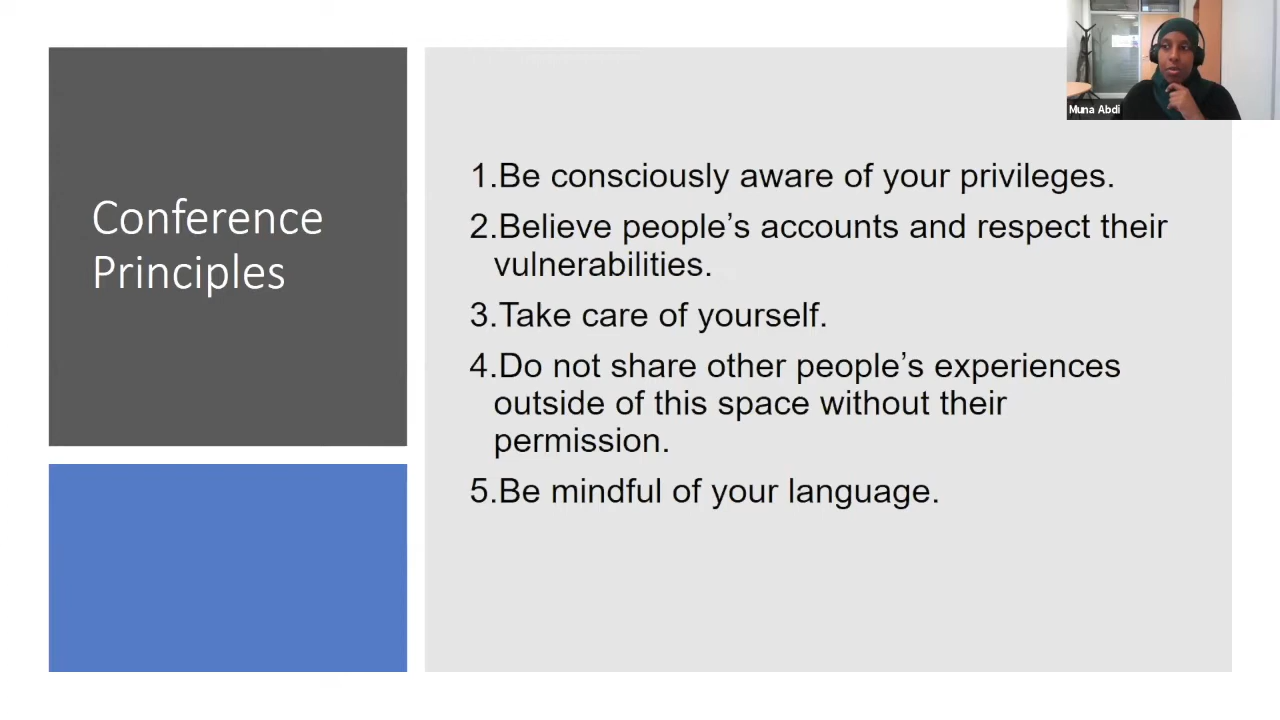 Conference
Principles
1.Be consciously aware of your privileges.
2.Believe people’s accounts and respect their
vulnerabilities.
3.Take care of yourself.
4.Do not share other people’s experiences
outside of this space without their
permission.
5.Be mindful of your language.
Muna Abdi